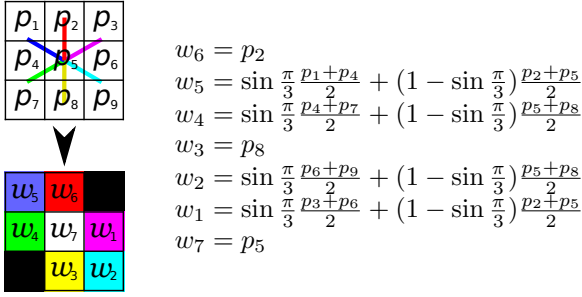 p₁ p₂ p₃
p₄ p₅ p₆
p₇ p₈ p₉
w₅ w₆
w₄ w₇ w₁
w₃ w₂
w₆ = p₂
w₅ = sin π/3 (p₁+p₄)/2 + (1 − sin π/3) (p₂+p₅)/2
w₄ = sin π/3 (p₄+p₇)/2 + (1 − sin π/3) (p₅+p₈)/2
w₃ = p₈
w₂ = sin π/3 (p₆+p₉)/2 + (1 − sin π/3) (p₅+p₈)/2
w₁ = sin π/3 (p₃+p₆)/2 + (1 − sin π/3) (p₂+p₅)/2
w₇ = p₅